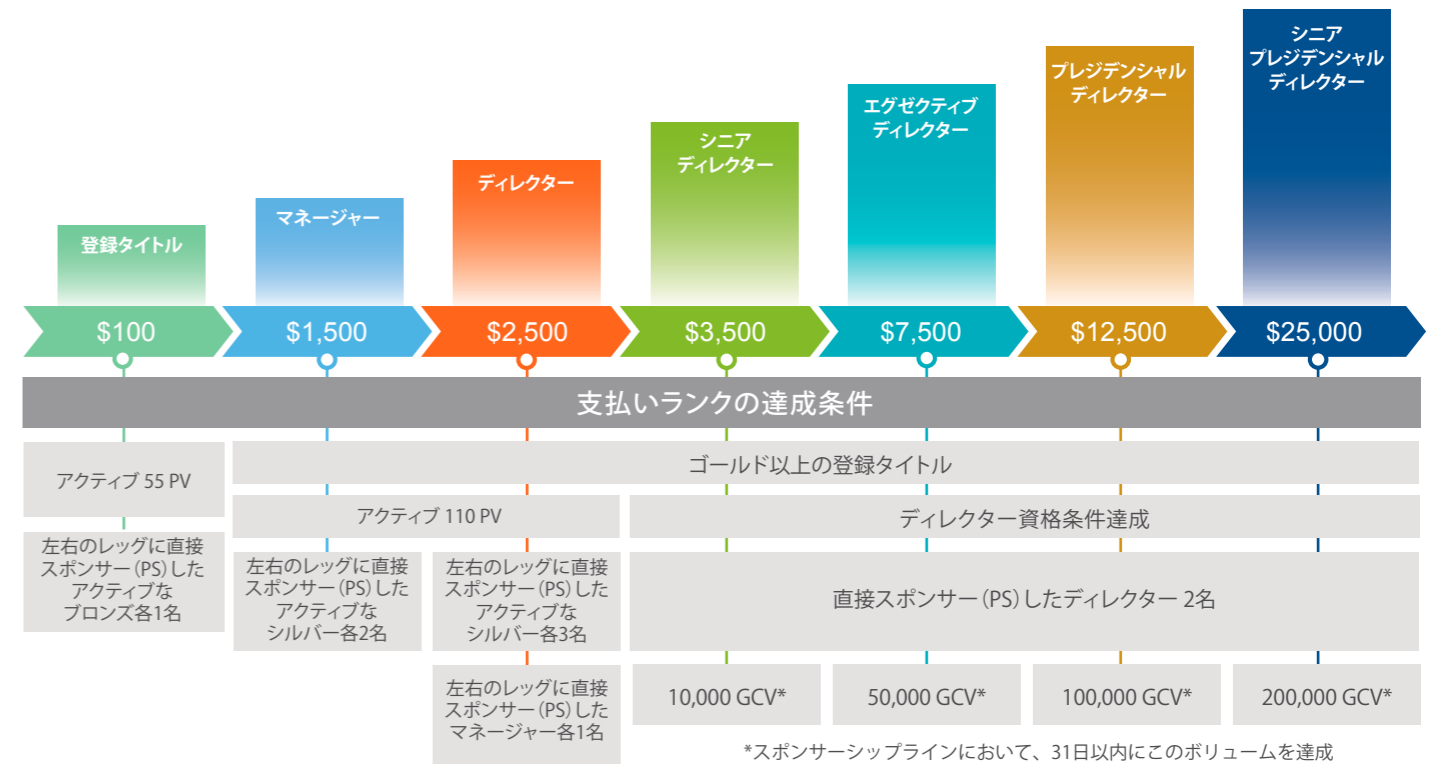 登録タイトル
マネージャー
ディレクター
シニア
ディレクター
エグゼクティブ
ディレクター
プレジデンシャル
ディレクター
シニア
プレジデンシャル
ディレクター
$100
$1,500
$2,500
$3,500
$7,500
$12,500
$25,000
支払いランクの達成条件
アクティブ 55 PV
ゴールド以上の登録タイトル
アクティブ 110 PV
ディレクター資格条件達成
左右のレッグに直接
スポンサー(PS)した
アクティブな
ブロンズ各1名
左右のレッグに直接
スポンサー(PS)した
アクティブな
シルバー各2名
左右のレッグに直接
スポンサー(PS)した
アクティブな
シルバー各3名
直接スポンサー(PS)したディレクター 2名
左右のレッグに直接
スポンサー(PS)した
マネージャー各1名
10,000 GCV*
50,000 GCV*
100,000 GCV*
200,000 GCV*
*スポンサーシップラインにおいて、31日以内にこのボリュームを達成